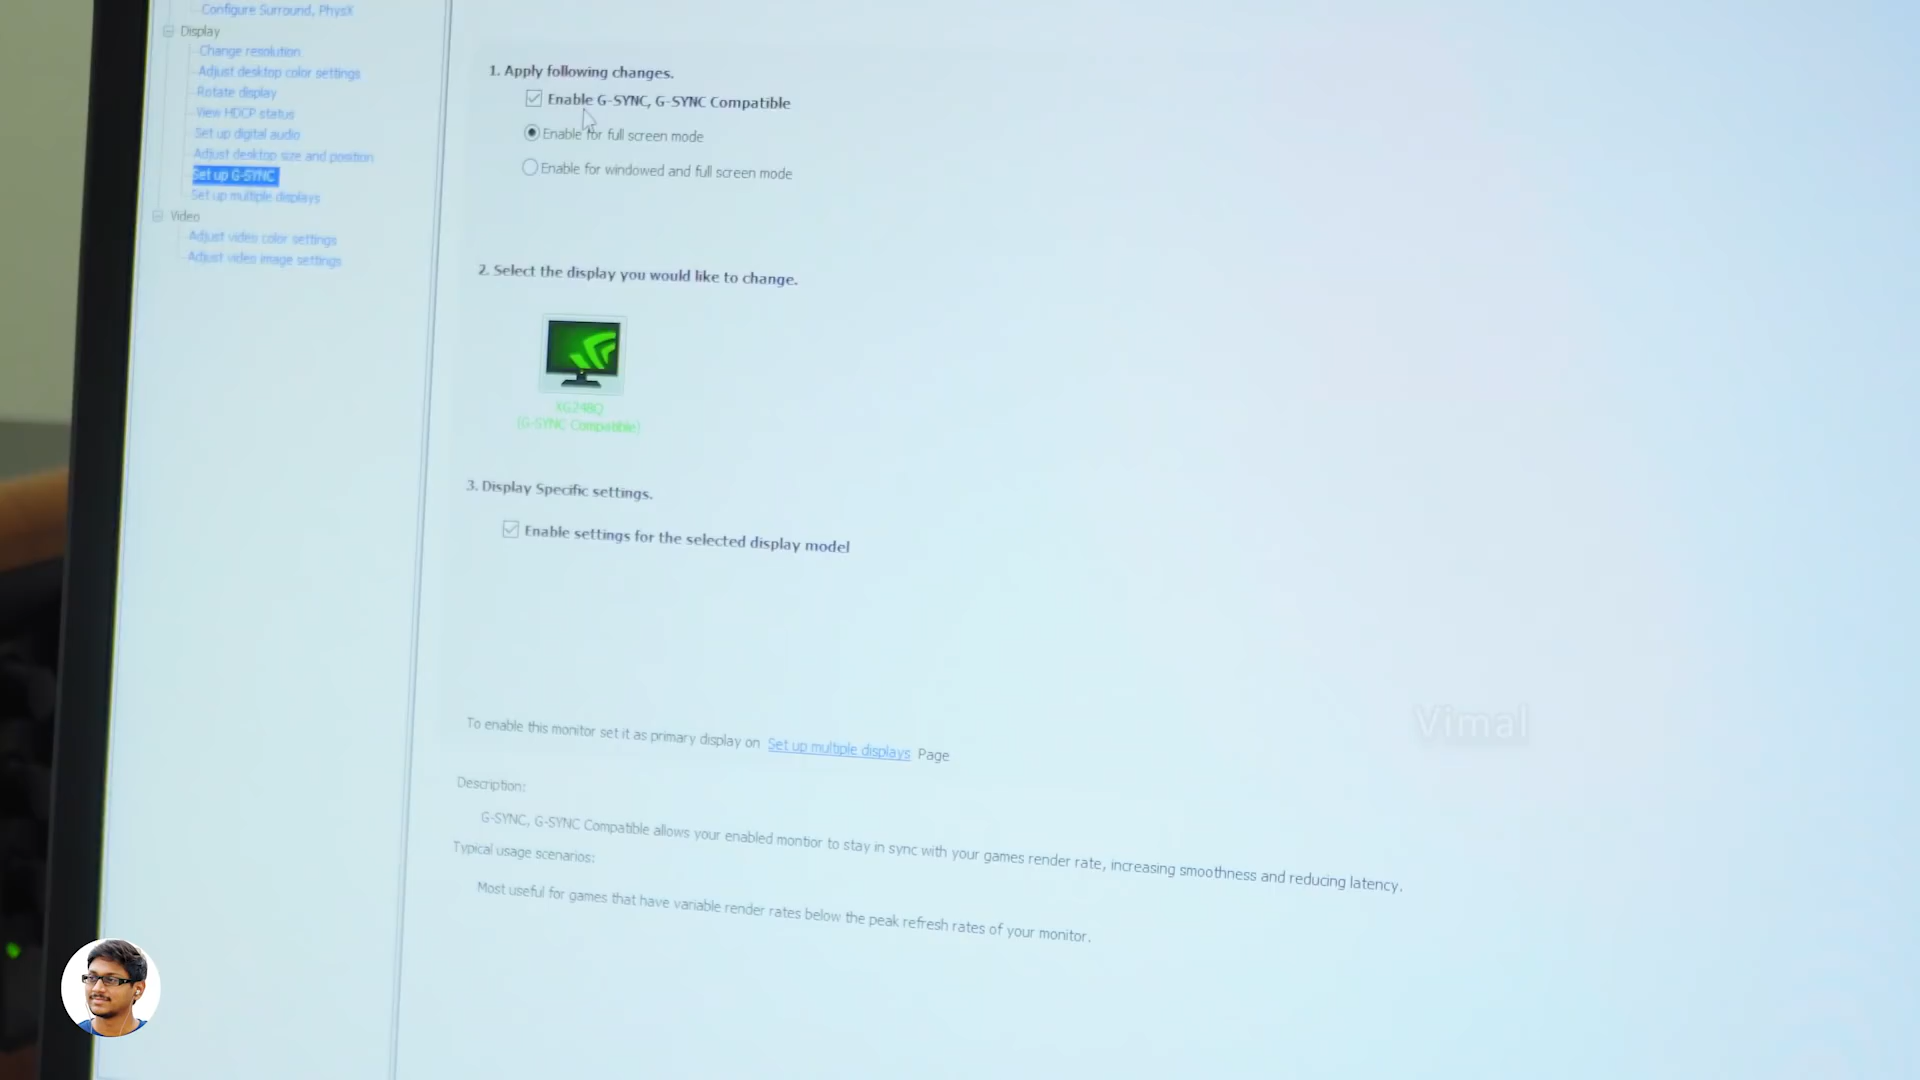 Configure Surround, PhysX
Display
Change resolution
Adjust desktop color settings
Rotate display
View HDCP status
Set up digital audio
Adjust desktop size and position
Set up G-SYNC
Set up multiple displays
Video
Adjust video color settings
Adjust video image settings
1. Apply following changes.
Enable G-SYNC, G-SYNC Compatible
Enable for full screen mode
Enable for windowed and full screen mode
2. Select the display you would like to change.
XG248Q
(G-SYNC Compatible)
3. Display Specific settings.
Enable settings for the selected display model
To enable this monitor set it as primary display on Set up multiple displays Page
Description:
G-SYNC, G-SYNC Compatible allows your enabled montior to stay in sync with your games render rate, increasing smoothness and reducing latency.
Typical usage scenarios:
Most useful for games that have variable render rates below the peak refresh rates of your monitor.
Vimal